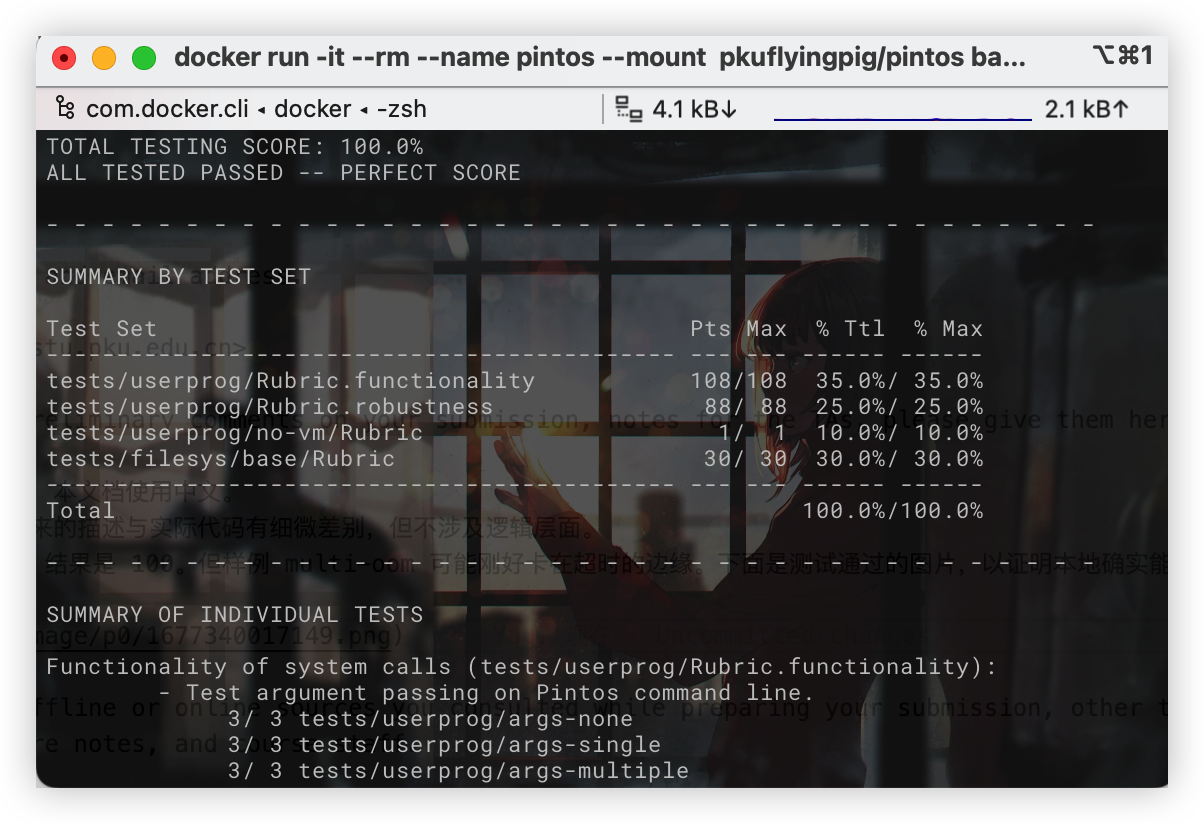 docker run -it --rm --name pintos --mount  pkuflyingpig/pintos ba... ⌥⌘1
com.docker.cli ◂ docker ◂ -zsh 4.1 kB↓ 2.1 kB↑
TOTAL TESTING SCORE: 100.0%
ALL TESTED PASSED -- PERFECT SCORE
- - - - - - - - - - - - - - - - - - - - - - - - - - - - - - - - - - - - - -
SUMMARY BY TEST SET
Test Set                                      Pts Max  % Ttl  % Max
stu.pku.edu.cn>
--------------------------------------------- --- --- ------ ------
tests/userprog/Rubric.functionality           108/108  35.0%/ 35.0%
tests/userprog/Rubric.robustness               88/ 88  25.0%/ 25.0%
reliminary comments on your submission, notes for the TAs, please give them her
tests/userprog/no-vm/Rubric                     1/  1  10.0%/ 10.0%
tests/filesys/base/Rubric                      30/ 30  30.0%/ 30.0%
--------------------------------------------- --- --- ------ ------
本文档使用中文。
Total                                                 100.0%/100.0%
来的描述与实际代码有细微差别，但不涉及逻辑层面。
结果是 100。但样例 multi-oom 可能刚好卡在超时的边缘。下面是测试通过的图片，以证明本地确实能
- - - - - - - - - - - - - - - - - - - - - - - - - - - - - - - - - - - - - -
SUMMARY OF INDIVIDUAL TESTS
mage/p0/1677340017149.png)
Functionality of system calls (tests/userprog/Rubric.functionality):
- Test argument passing on Pintos command line.
ffline or online sources you consulted while preparing your submission, other t
3/ 3 tests/userprog/args-none
re notes, and course staff
3/ 3 tests/userprog/args-single
3/ 3 tests/userprog/args-multiple